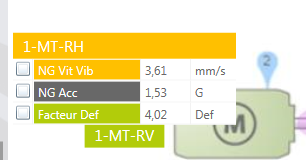 1-MT-RH
NG Vit Vib 3,61 mm/s
NG Acc 1,53 G
Facteur Def 4,02 Def
1-MT-RV
2
M